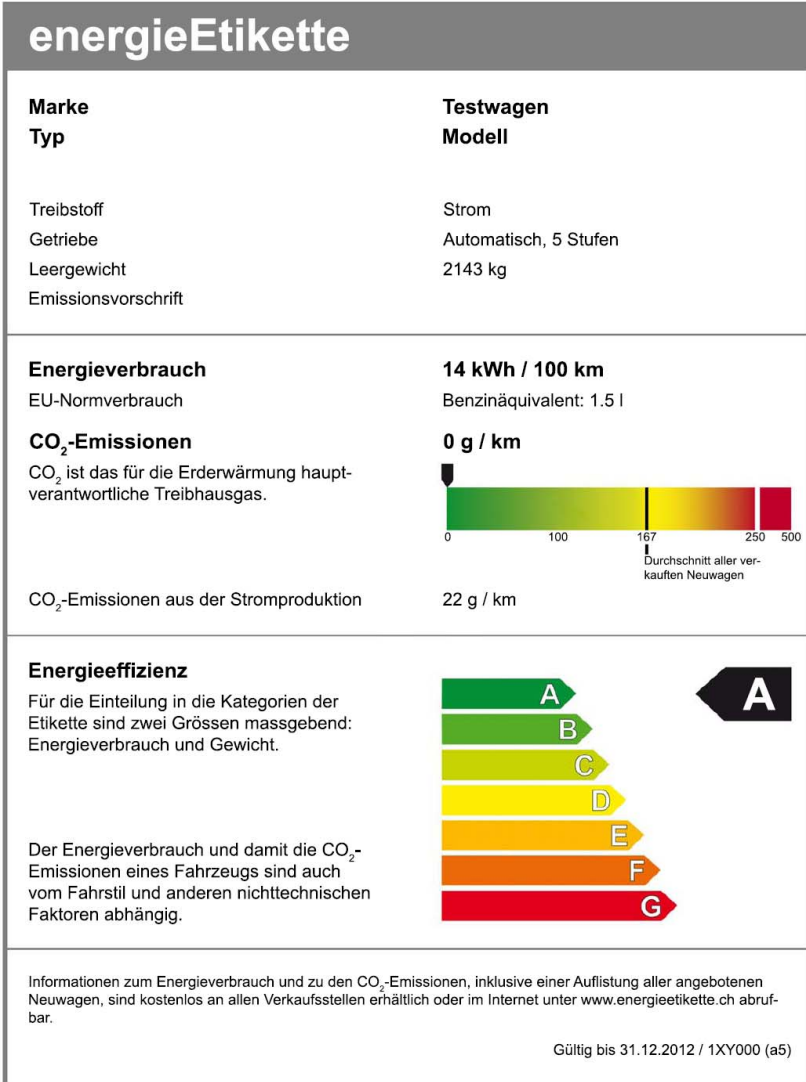 energieEtikette
Marke Testwagen
Typ Modell
Treibstoff Strom
Getriebe Automatisch, 5 Stufen
Leergewicht 2143 kg
Emissionsvorschrift
Energieverbrauch 14 kWh / 100 km
EU-Normverbrauch Benzinäquivalent: 1.5 l
CO₂-Emissionen 0 g / km
CO₂ ist das für die Erderwärmung haupt-
verantwortliche Treibhausgas.
0 100 167 250 500
Durchschnitt aller ver-
kauften Neuwagen
CO₂-Emissionen aus der Stromproduktion 22 g / km
Energieeffizienz
Für die Einteilung in die Kategorien der
Etikette sind zwei Grössen massgebend:
Energieverbrauch und Gewicht.
Der Energieverbrauch und damit die CO₂-
Emissionen eines Fahrzeugs sind auch
vom Fahrstil und anderen nichttechnischen
Faktoren abhängig.
A A
B
C
D
E
F
G
Informationen zum Energieverbrauch und zu den CO₂-Emissionen, inklusive einer Auflistung aller angebotenen
Neuwagen, sind kostenlos an allen Verkaufsstellen erhältlich oder im Internet unter www.energieetikette.ch abruf-
bar.
Gültig bis 31.12.2012 / 1XY000 (a5)